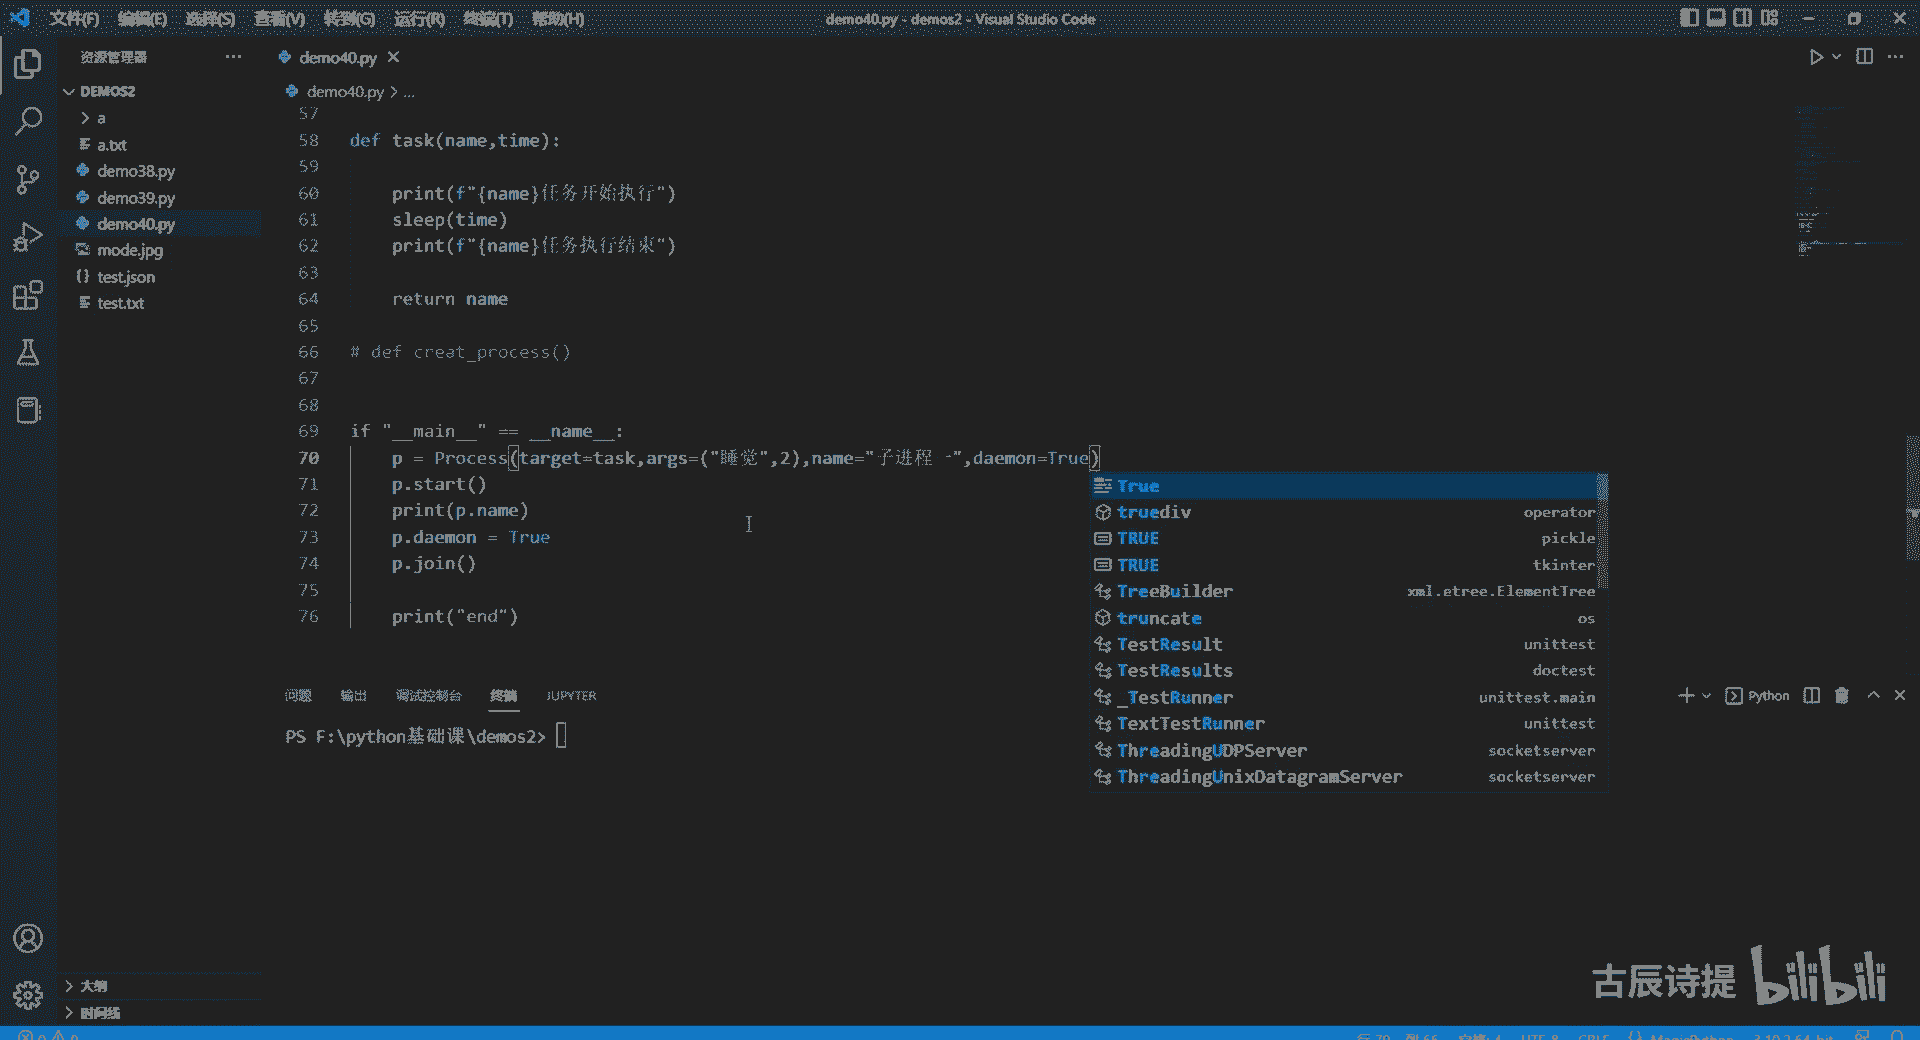 文件(F) 编辑(E) 选择(S) 查看(V) 转到(G) 运行(R) 终端(T) 帮助(H)
demo40.py - demos2 - Visual Studio Code
资源管理器
DEMOS2
a
a.txt
demo38.py
demo39.py
demo40.py
mode.jpg
test.json
test.txt
大纲
时间线
demo40.py
demo40.py > ...
57
58 def task(name,time):
59
60 print(f"{name}任务开始执行")
61 sleep(time)
62 print(f"{name}任务执行结束")
63
64 return name
65
66 # def creat_process()
67
68
69 if "__main__" == __name__:
70 p = Process(target=task,args=("睡觉",2),name="子进程一",daemon=True)
71 p.start()
72 print(p.name)
73 p.daemon = True
74 p.join()
75
76 print("end")
True
truediv operator
TRUE pickle
TRUE tkinter
TreeBuilder xml.etree.ElementTree
truncate os
TestResult unittest
TestResults doctest
_TestRunner unittest.main
TextTestRunner unittest
ThreadingUDPServer socketserver
ThreadingUnixDatagramServer socketserver
问题 输出 调试控制台 终端 JUPYTER
Python
PS F:\python基础课\demos2>
古辰诗提 bilibili